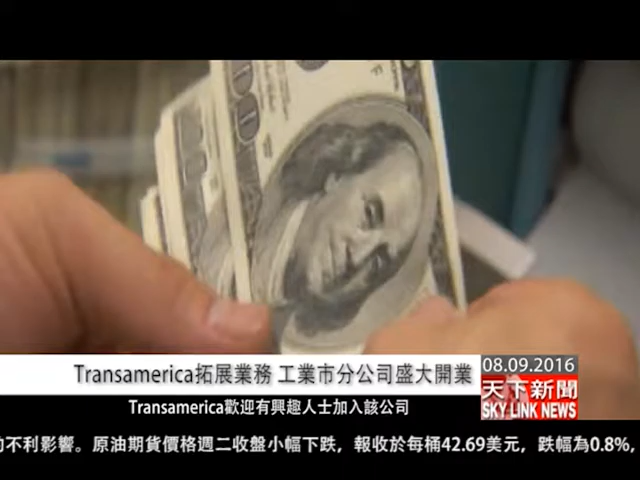 Transamerica拓展業務 工業市分公司盛大開業
08.09.2016
天下新聞
SKY LINK NEWS
Transamerica歡迎有興趣人士加入該公司
不利影響。原油期貨價格週二收盤小幅下跌，報收於每桶42.69美元，跌幅為0.8%,